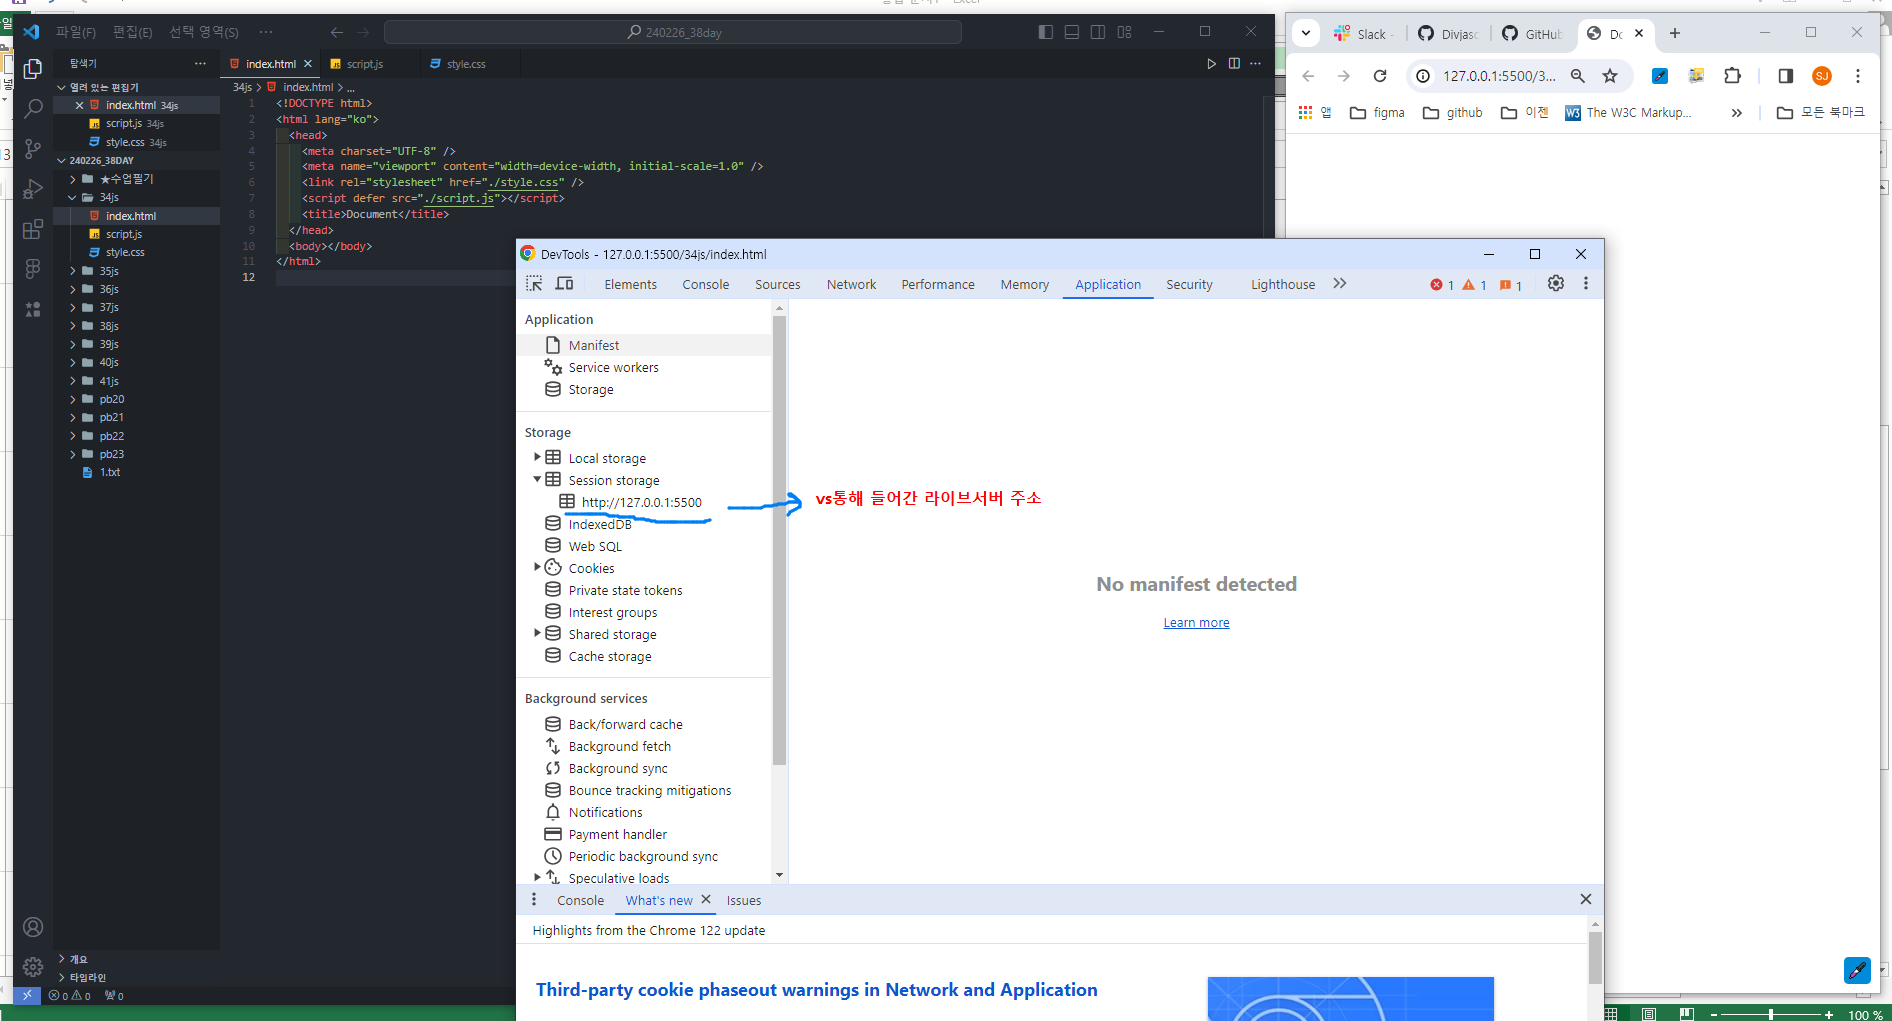 파일(F) 편집(E) 선택 영역(S) ··· 240226_38day
탐색기 ···
열려 있는 편집기
index.html 34js
script.js 34js
style.css 34js
240226_38DAY
★수업필기
34js
index.html
script.js
style.css
35js
36js
37js
38js
39js
40js
41js
pb20
pb21
pb22
pb23
1.txt
개요
타임라인
0 0 0
index.html script.js style.css
34js > index.html > ...
1 <!DOCTYPE html>
2 <html lang="ko">
3 <head>
4 <meta charset="UTF-8" />
5 <meta name="viewport" content="width=device-width, initial-scale=1.0" />
6 <link rel="stylesheet" href="./style.css" />
7 <script defer src="./script.js"></script>
8 <title>Document</title>
9 </head>
10 <body></body>
11 </html>
12
Slack - Divjasc GitHub Do
127.0.0.1:5500/3... SJ
앱 figma github 이젠 W3 The W3C Markup... » 모든 북마크
DevTools - 127.0.0.1:5500/34js/index.html
Elements Console Sources Network Performance Memory Application Security Lighthouse 1 1 1
Application
Manifest
Service workers
Storage
Storage
Local storage
Session storage
http://127.0.0.1:5500
vs통해 들어간 라이브서버 주소
IndexedDB
Web SQL
Cookies
Private state tokens
Interest groups
Shared storage
Cache storage
No manifest detected
Learn more
Background services
Back/forward cache
Background fetch
Background sync
Bounce tracking mitigations
Notifications
Payment handler
Periodic background sync
Speculative loads
Console What's new Issues
Highlights from the Chrome 122 update
Third-party cookie phaseout warnings in Network and Application
100 %